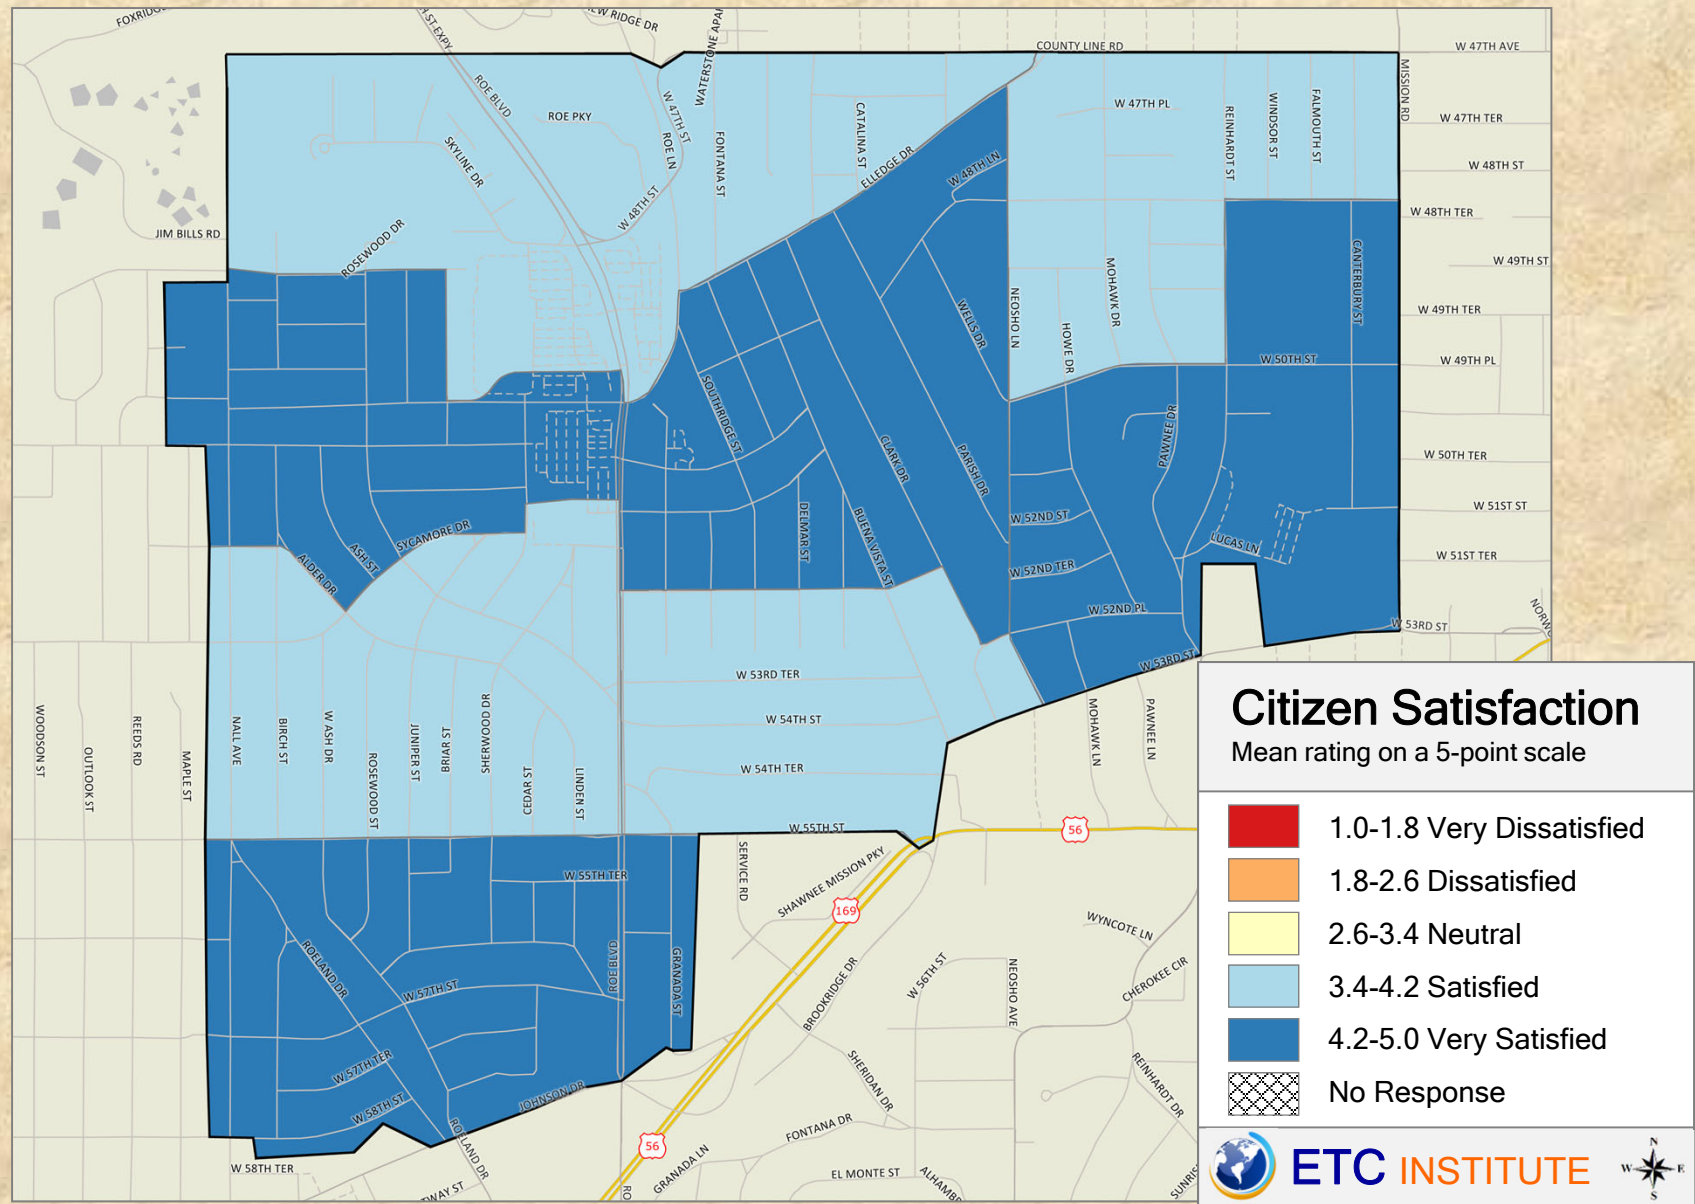 W RIDGE DR
COUNTY LINE RD
W 47TH AVE
ROE BLVD
MISSION RD
W 47TH PL
ROE PKY
W 47TH ST
CATALINA ST
REINHARDT ST
WINDSOR ST
FALMOUTH ST
W 47TH TER
SKYLINE DR
ROE LN
FONTANA ST
ELLEDGE DR
W 48TH LN
W 48TH ST
W 48TH ST
W 48TH TER
JIM BILLS RD
ROSEWOOD DR
CANTERBURY ST
W 49TH ST
WELLS DR
NEOSHO LN
MOHAWK DR
W 49TH TER
HOWE DR
W 50TH ST
W 49TH PL
SOUTHRIDGE ST
CLARK DR
PARISH DR
PAWNEE DR
W 50TH TER
W 51ST ST
SYCAMORE DR
DELMAR ST
BUENA VISTA ST
W 52ND ST
LUCAS LN
W 51ST TER
ALDER DR
ASH ST
W 52ND TER
W 52ND PL
W 53RD ST
W 53RD ST
W 53RD TER
W 54TH ST
W 54TH TER
W 55TH ST
WOODSON ST
OUTLOOK ST
REEDS RD
MAPLE ST
NALL AVE
BIRCH ST
W ASH DR
ROSEWOOD ST
JUNIPER ST
BRIAR ST
SHERWOOD DR
CEDAR ST
LINDEN ST
MOHAWK LN
PAWNEE LN
56
SERVICE RD
SHAWNEE MISSION PKY
169
W 55TH TER
ROELAND DR
ROE BLVD
GRANADA ST
W 57TH ST
BROOKRIDGE DR
W 56TH ST
NEOSHO AVE
WYNCOTE LN
CHEROKEE CIR
W 57TH TER
W 58TH ST
JOHNSON DR
ROELAND DR
SHERIDAN DR
REINHARDT DR
FONTANA DR
56
GRANADA LN
EL MONTE ST
W 58TH TER
Citizen Satisfaction
Mean rating on a 5-point scale
1.0-1.8 Very Dissatisfied
1.8-2.6 Dissatisfied
2.6-3.4 Neutral
3.4-4.2 Satisfied
4.2-5.0 Very Satisfied
No Response
ETC INSTITUTE
N
W E
S